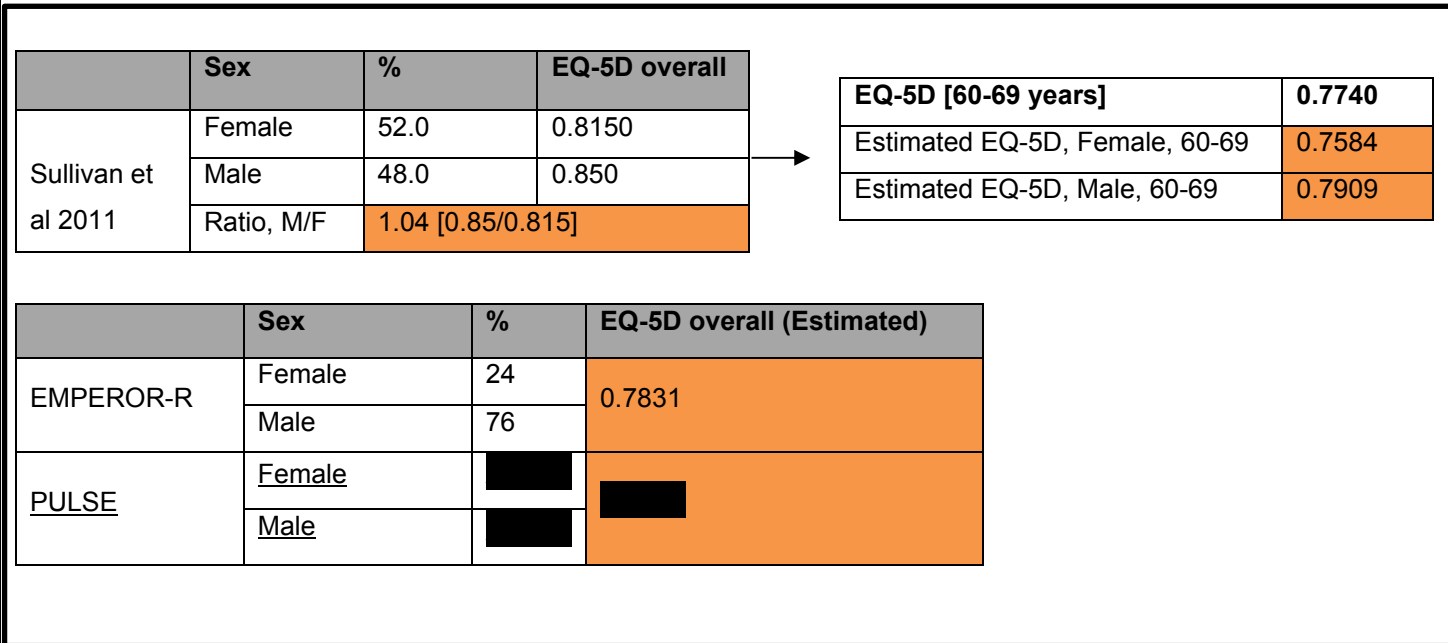 Sex % EQ-5D overall
Sullivan et al 2011
Female 52.0 0.8150
Male 48.0 0.850
Ratio, M/F 1.04 [0.85/0.815]
EQ-5D [60-69 years] 0.7740
Estimated EQ-5D, Female, 60-69 0.7584
Estimated EQ-5D, Male, 60-69 0.7909
Sex % EQ-5D overall (Estimated)
EMPEROR-R
Female 24
0.7831
Male 76
PULSE
Female
Male